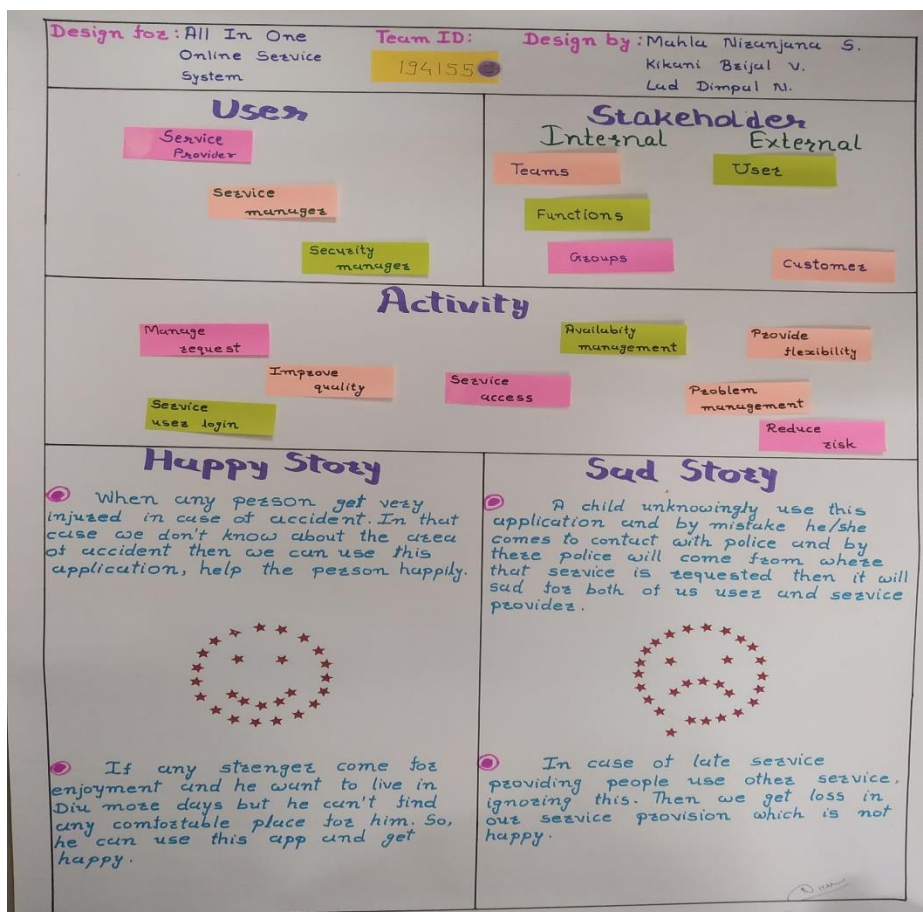 Design for: All In One
Online Service
System
Team ID:
194155
Design by: Mahla Niranjana S.
Kikani Brijal V.
Lad Dimpal N.
User
Service
Provider
Service
manager
Security
manager
Stakeholder
Internal
External
Teams
User
Functions
Groups
Customer
Activity
Manage
request
Improve
quality
Service
user login
Service
access
Availabity
management
Provide
flexibility
Problem
management
Reduce
risk
Happy Story
When any person get very
injured in case of accident. In that
case we don't know about the area
of accident then we can use this
application, help the person happily.
If any strenger come for
enjoyment and he want to live in
Diu more days but he can't find
any comfortable place for him. So,
he can use this app and get
happy.
Sad Story
A child unknowingly use this
application and by mistake he/she
comes to contact with police and by
there police will come from where
that service is requested then it will
sad for both of us user and service
provider.
In case of late service
providing people use other service,
ignoring this. Then we get loss in
our service provision which is not
happy.